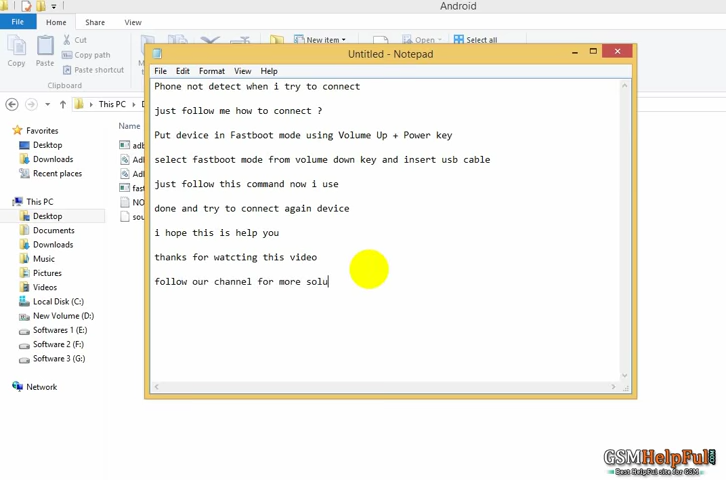 Android
File
Home
Share
View
Copy
Paste
Cut
Copy path
Paste shortcut
New item
Open
Select all
Clipboard
This PC
Untitled - Notepad
File Edit Format View Help
Phone not detect when i try to connect
just follow me how to connect ?
Put device in Fastboot mode using Volume Up + Power key
select fastboot mode from volume down key and insert usb cable
just follow this command now i use
done and try to connect again device
i hope this is help you
thanks for watcting this video
follow our channel for more solu
Name
Favorites
Desktop
Downloads
Recent places
This PC
Desktop
Documents
Downloads
Music
Pictures
Videos
Local Disk (C:)
New Volume (D:)
Softwares 1 (E:)
Software 2 (F:)
Software 3 (G:)
Network
GSMHelpFul.com
Best HelpFul site for GSM